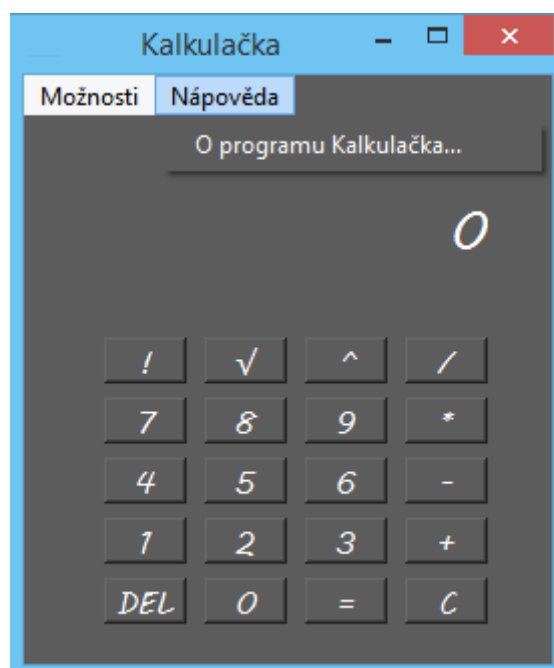 Kalkulačka
Možnosti Nápověda
O programu Kalkulačka...
0
! √ ^ /
7 8 9 *
4 5 6 -
1 2 3 +
DEL 0 = C